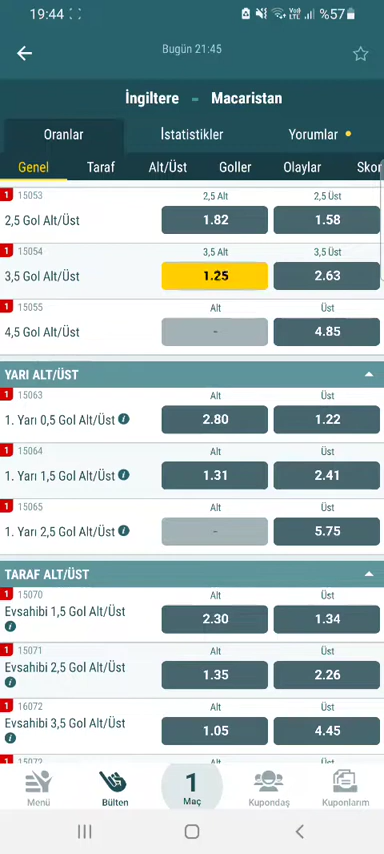 19:44 %57
Bugün 21:45
İngiltere - Macaristan
Oranlar İstatistikler Yorumlar
Genel Taraf Alt/Üst Goller Olaylar Skor
1 15053 2,5 Alt 2,5 Üst
2,5 Gol Alt/Üst 1.82 1.58
1 15054 3,5 Alt 3,5 Üst
3,5 Gol Alt/Üst 1.25 2.63
1 15055 Alt Üst
4,5 Gol Alt/Üst - 4.85
YARI ALT/ÜST
1 15063 Alt Üst
1. Yarı 0,5 Gol Alt/Üst 2.80 1.22
1 15064 Alt Üst
1. Yarı 1,5 Gol Alt/Üst 1.31 2.41
1 15065 Alt Üst
1. Yarı 2,5 Gol Alt/Üst - 5.75
TARAF ALT/ÜST
1 15070 Alt Üst
Evsahibi 1,5 Gol Alt/Üst 2.30 1.34
1 15071 Alt Üst
Evsahibi 2,5 Gol Alt/Üst 1.35 2.26
1 16072 Alt Üst
Evsahibi 3,5 Gol Alt/Üst 1.05 4.45
Alt Üst
1
Menü Bülten Maç Kupondaş Kuponlarım